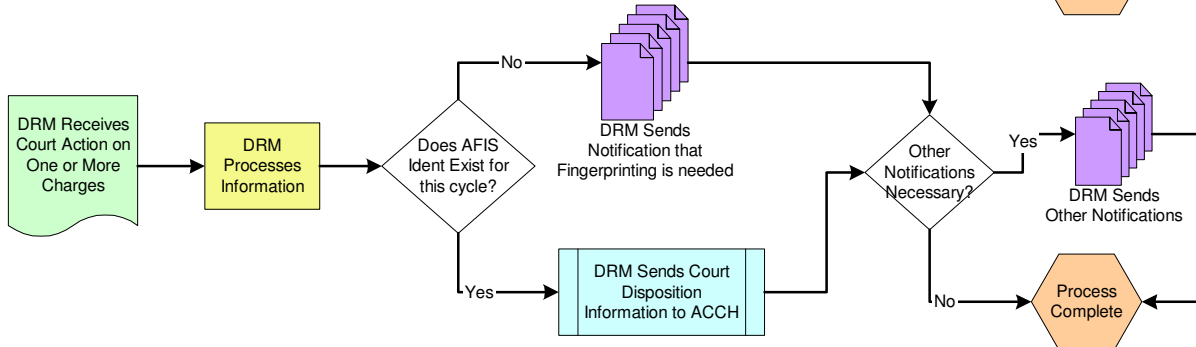 DRM Receives
Court Action on
One or More
Charges
DRM
Processes
Information
Does AFIS
Ident Exist for
this cycle?
No
DRM Sends
Notification that
Fingerprinting is needed
Yes
DRM Sends Court
Disposition
Information to ACCH
Other
Notifications
Necessary?
Yes
DRM Sends
Other Notifications
No
Process
Complete